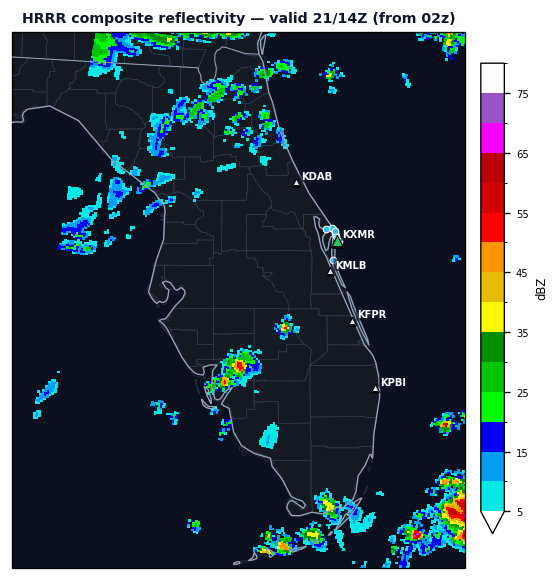 HRRR composite reflectivity — valid 21/14Z (from 02z)
KDAB
KXMR
KMLB
KFPR
KPBI
75
65
55
45
35
25
15
5
dBZ